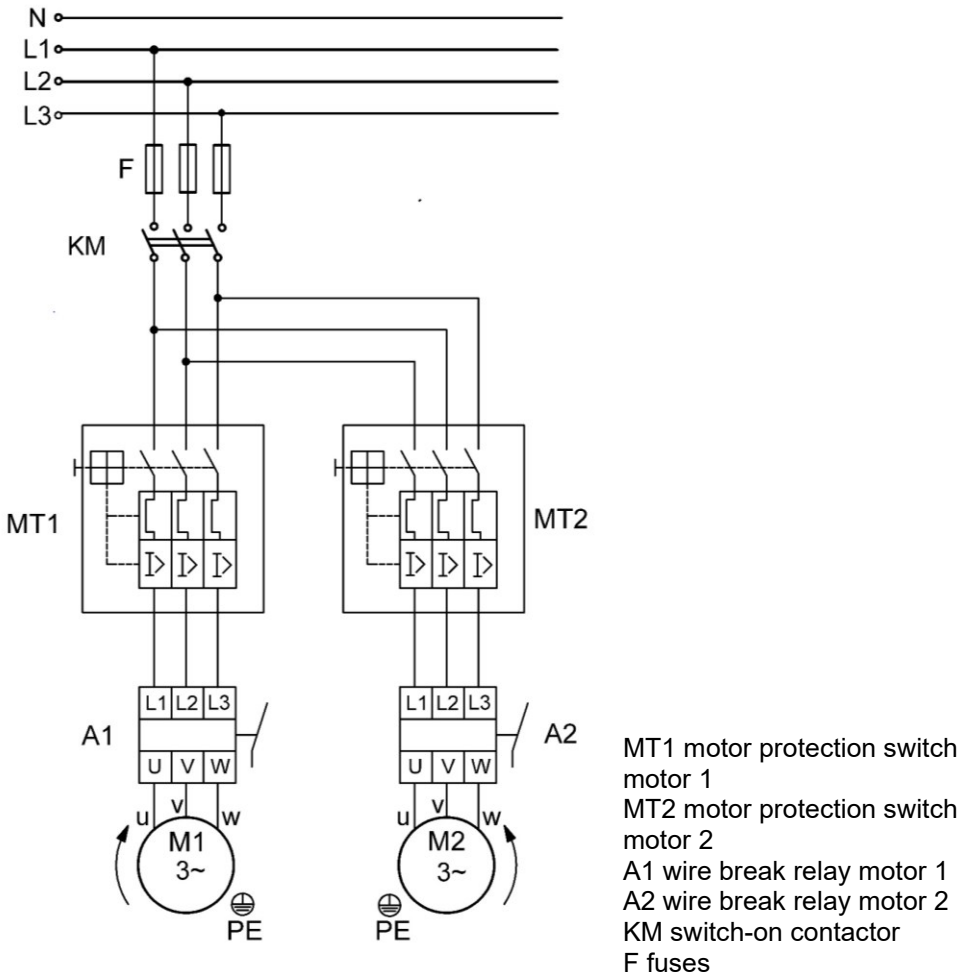 N
L1
L2
L3
F
KM
MT1
I> I> I>
MT2
I> I> I>
A1
L1 L2 L3
U V W
L1 L2 L3
U V W
A2
u v w
M1
3~
PE
u v w
M2
3~
PE
MT1 motor protection switch
motor 1
MT2 motor protection switch
motor 2
A1 wire break relay motor 1
A2 wire break relay motor 2
KM switch-on contactor
F fuses